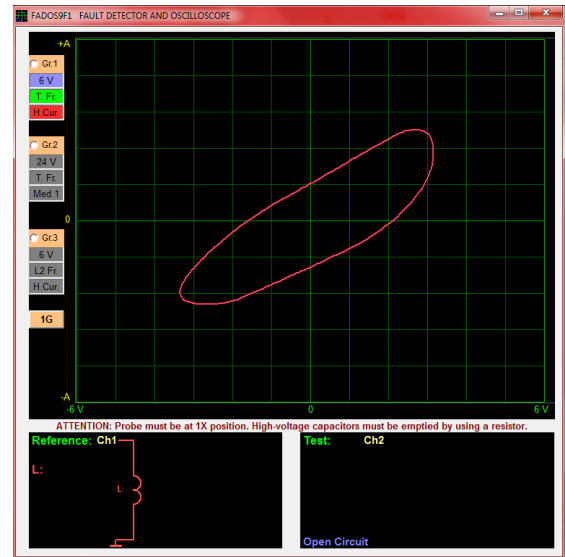 FADOS9F1 FAULT DETECTOR AND OSCILLOSCOPE
+A
Gr.1
6 V
T. Fr.
H.Cur.
Gr.2
24 V
T. Fr.
Med.1
0
Gr.3
6 V
L2 Fr.
H.Cur.
1G
-A
-6 V 0 6 V
ATTENTION: Probe must be at 1X position. High-voltage capacitors must be emptied by using a resistor.
Reference: Ch1
L:
L
Test: Ch2
Open Circuit